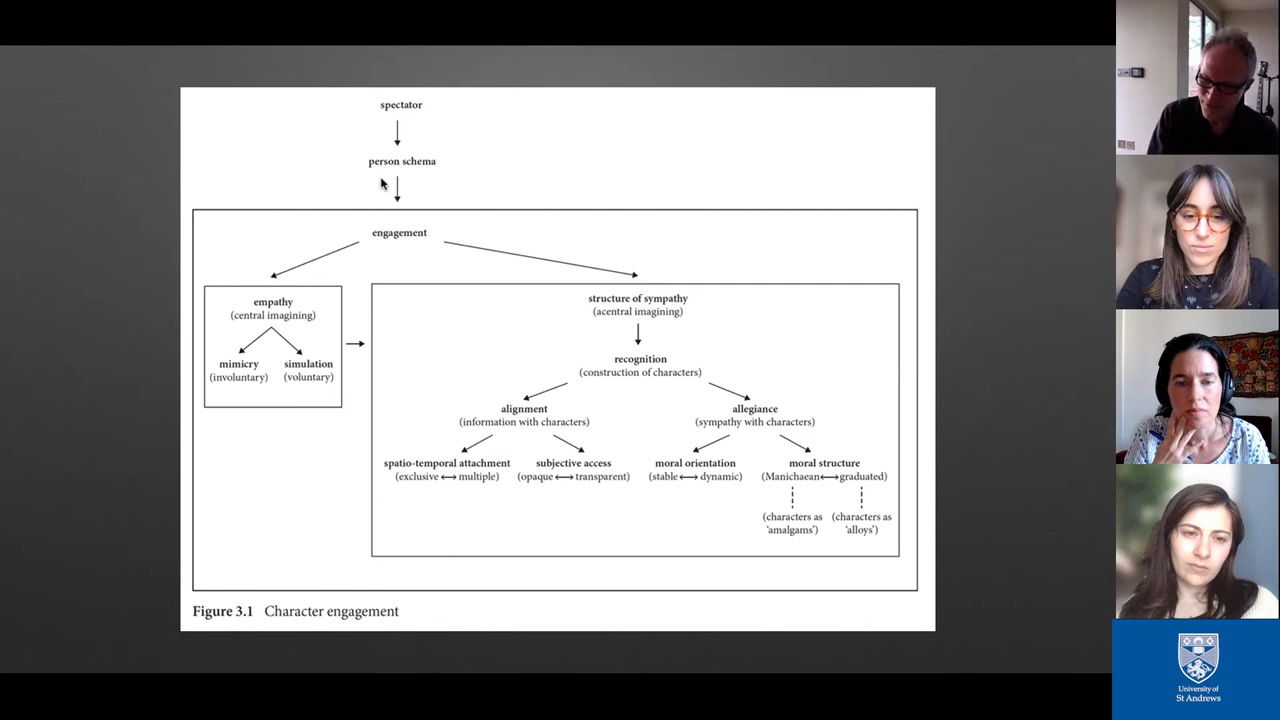 spectator
person schema
engagement
empathy
(central imagining)
mimicry
(involuntary)
simulation
(voluntary)
structure of sympathy
(acentral imagining)
recognition
(construction of characters)
alignment
(information with characters)
allegiance
(sympathy with characters)
spatio-temporal attachment
(exclusive ⟷ multiple)
subjective access
(opaque ⟷ transparent)
moral orientation
(stable ⟷ dynamic)
moral structure
(Manichaean⟷graduated)
(characters as
‘amalgams’)
(characters as
‘alloys’)
Figure 3.1 Character engagement
University of
St Andrews